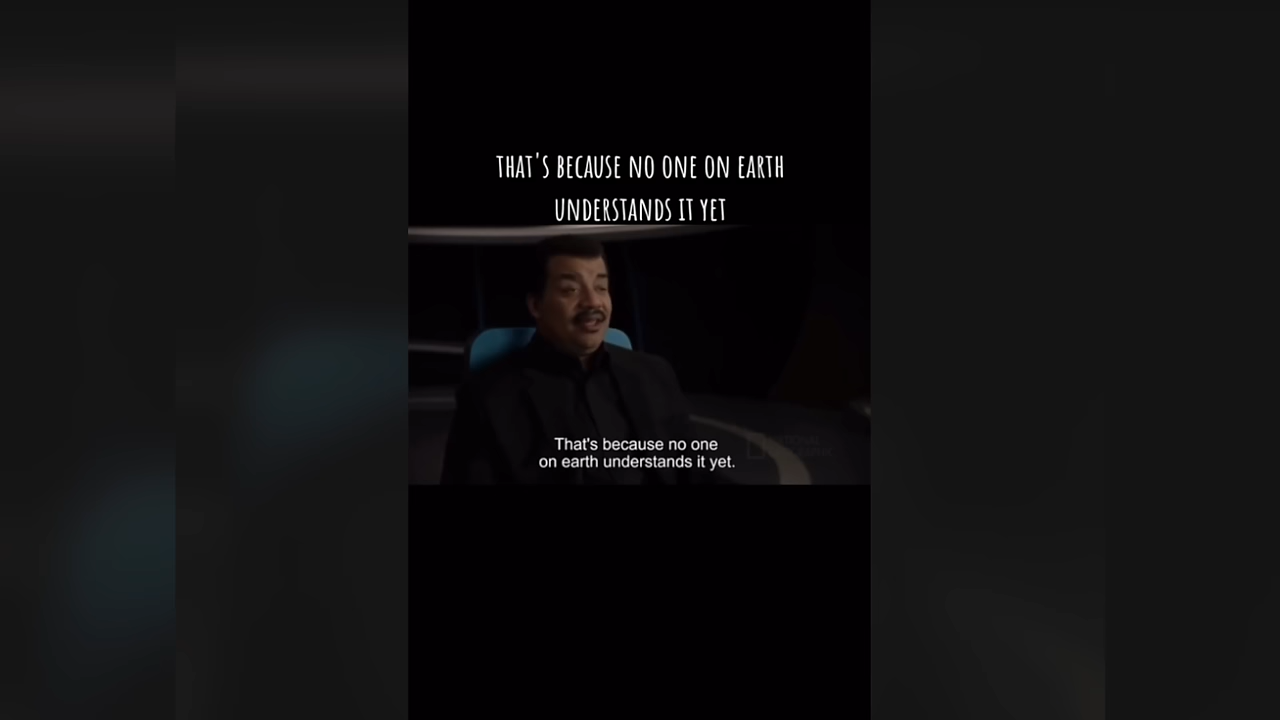 THAT'S BECAUSE NO ONE ON EARTH
UNDERSTANDS IT YET
That's because no one
on earth understands it yet.